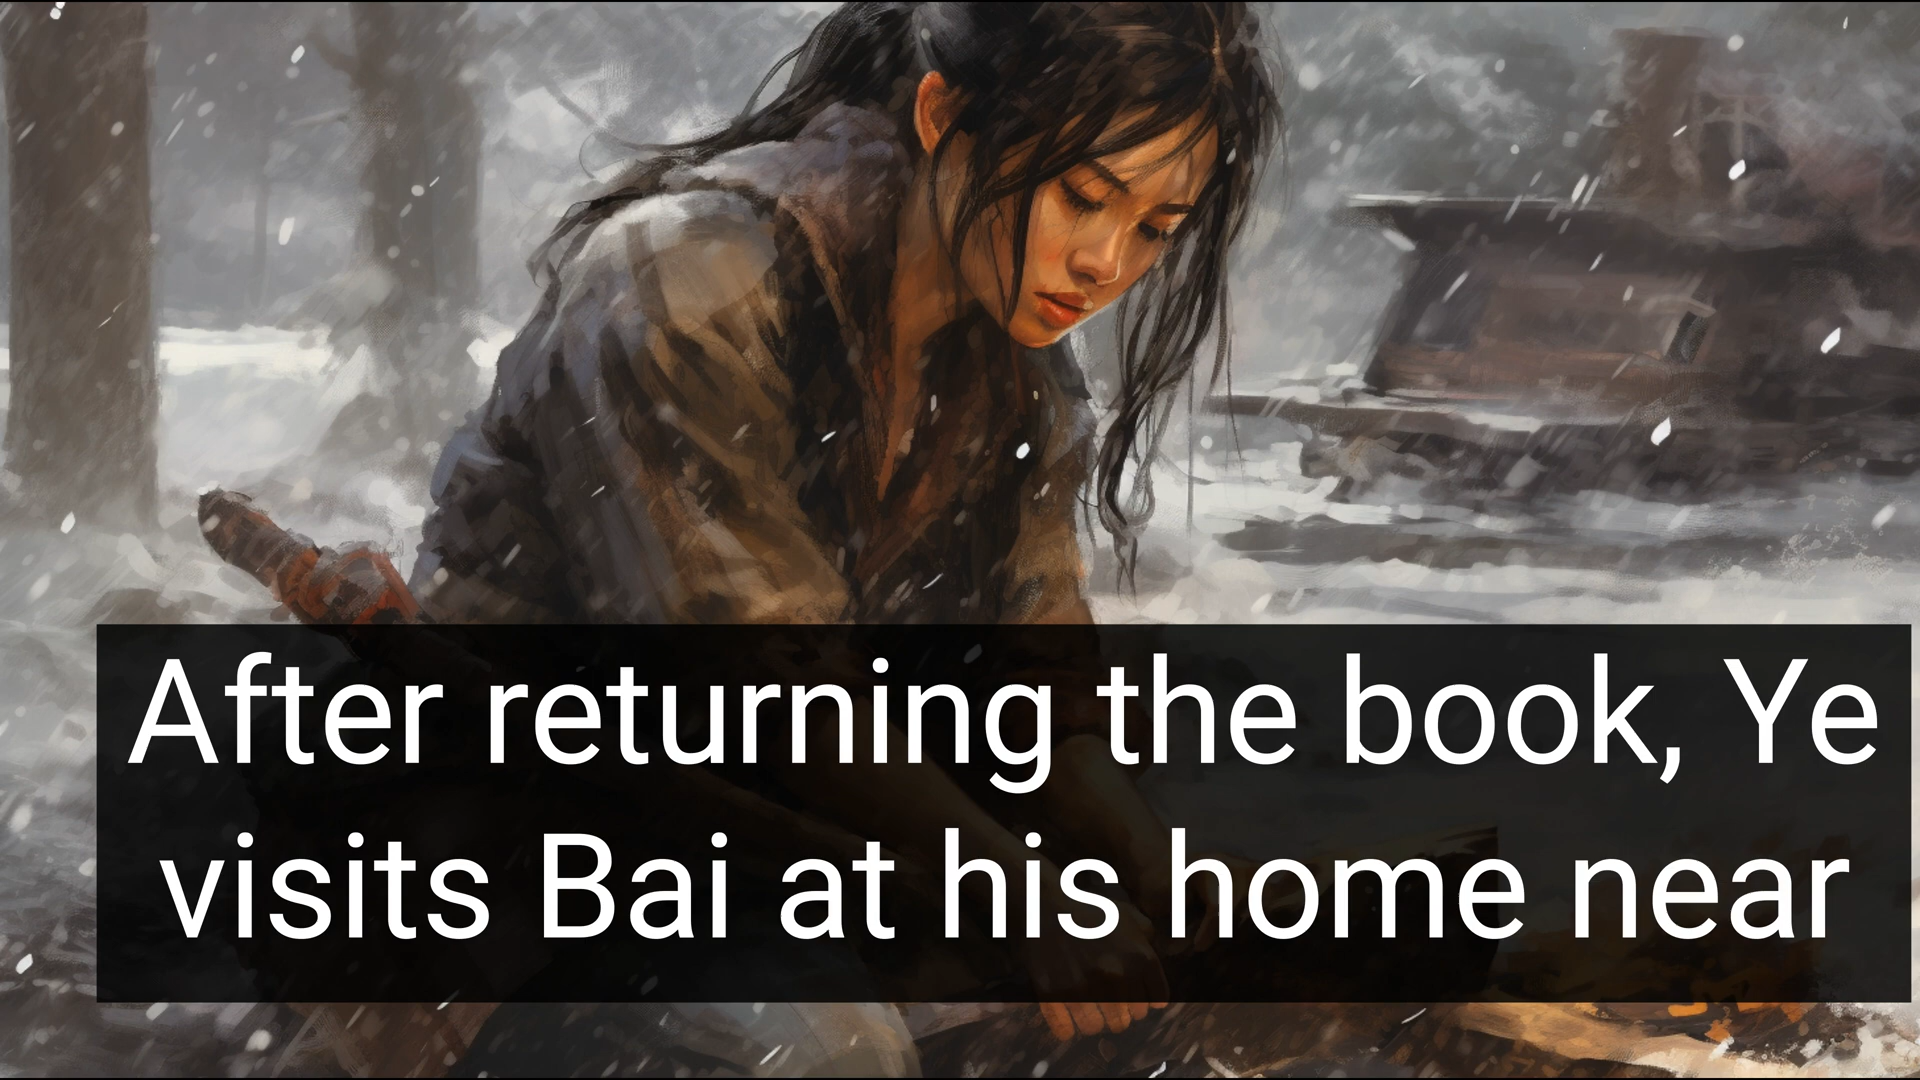 After returning the book, Ye
visits Bai at his home near